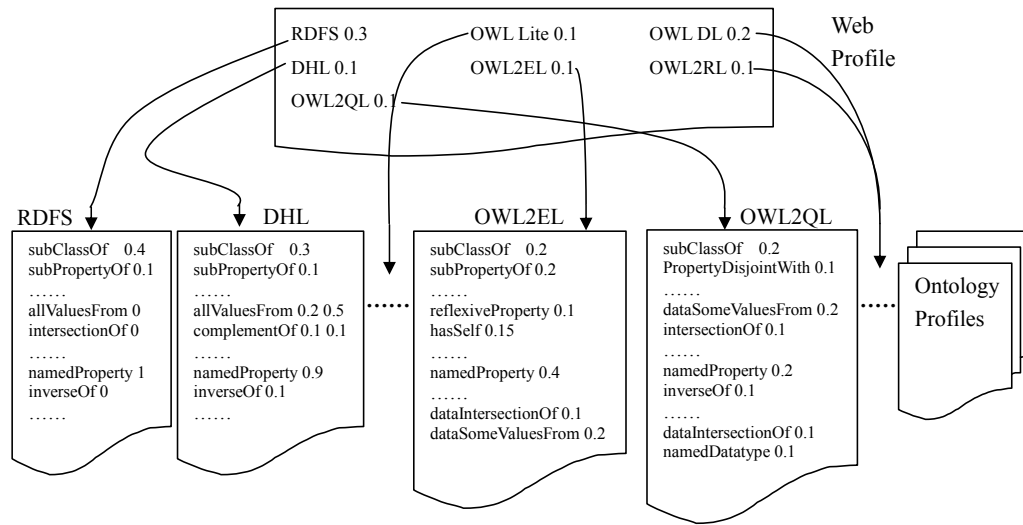 RDFS 0.3 OWL Lite 0.1 OWL DL 0.2
DHL 0.1 OWL2EL 0.1 OWL2RL 0.1
OWL2QL 0.1
Web
Profile
RDFS
subClassOf 0.4
subPropertyOf 0.1
……
allValuesFrom 0
intersectionOf 0
……
namedProperty 1
inverseOf 0
……
DHL
subClassOf 0.3
subPropertyOf 0.1
……
allValuesFrom 0.2 0.5
complementOf 0.1 0.1
……
namedProperty 0.9
inverseOf 0.1
……
……
OWL2EL
subClassOf 0.2
subPropertyOf 0.2
……
reflexiveProperty 0.1
hasSelf 0.15
……
namedProperty 0.4
……
dataIntersectionOf 0.1
dataSomeValuesFrom 0.2
OWL2QL
subClassOf 0.2
PropertyDisjointWith 0.1
……
dataSomeValuesFrom 0.2
intersectionOf 0.1
……
namedProperty 0.2
inverseOf 0.1
……
dataIntersectionOf 0.1
namedDatatype 0.1
……
Ontology
Profiles